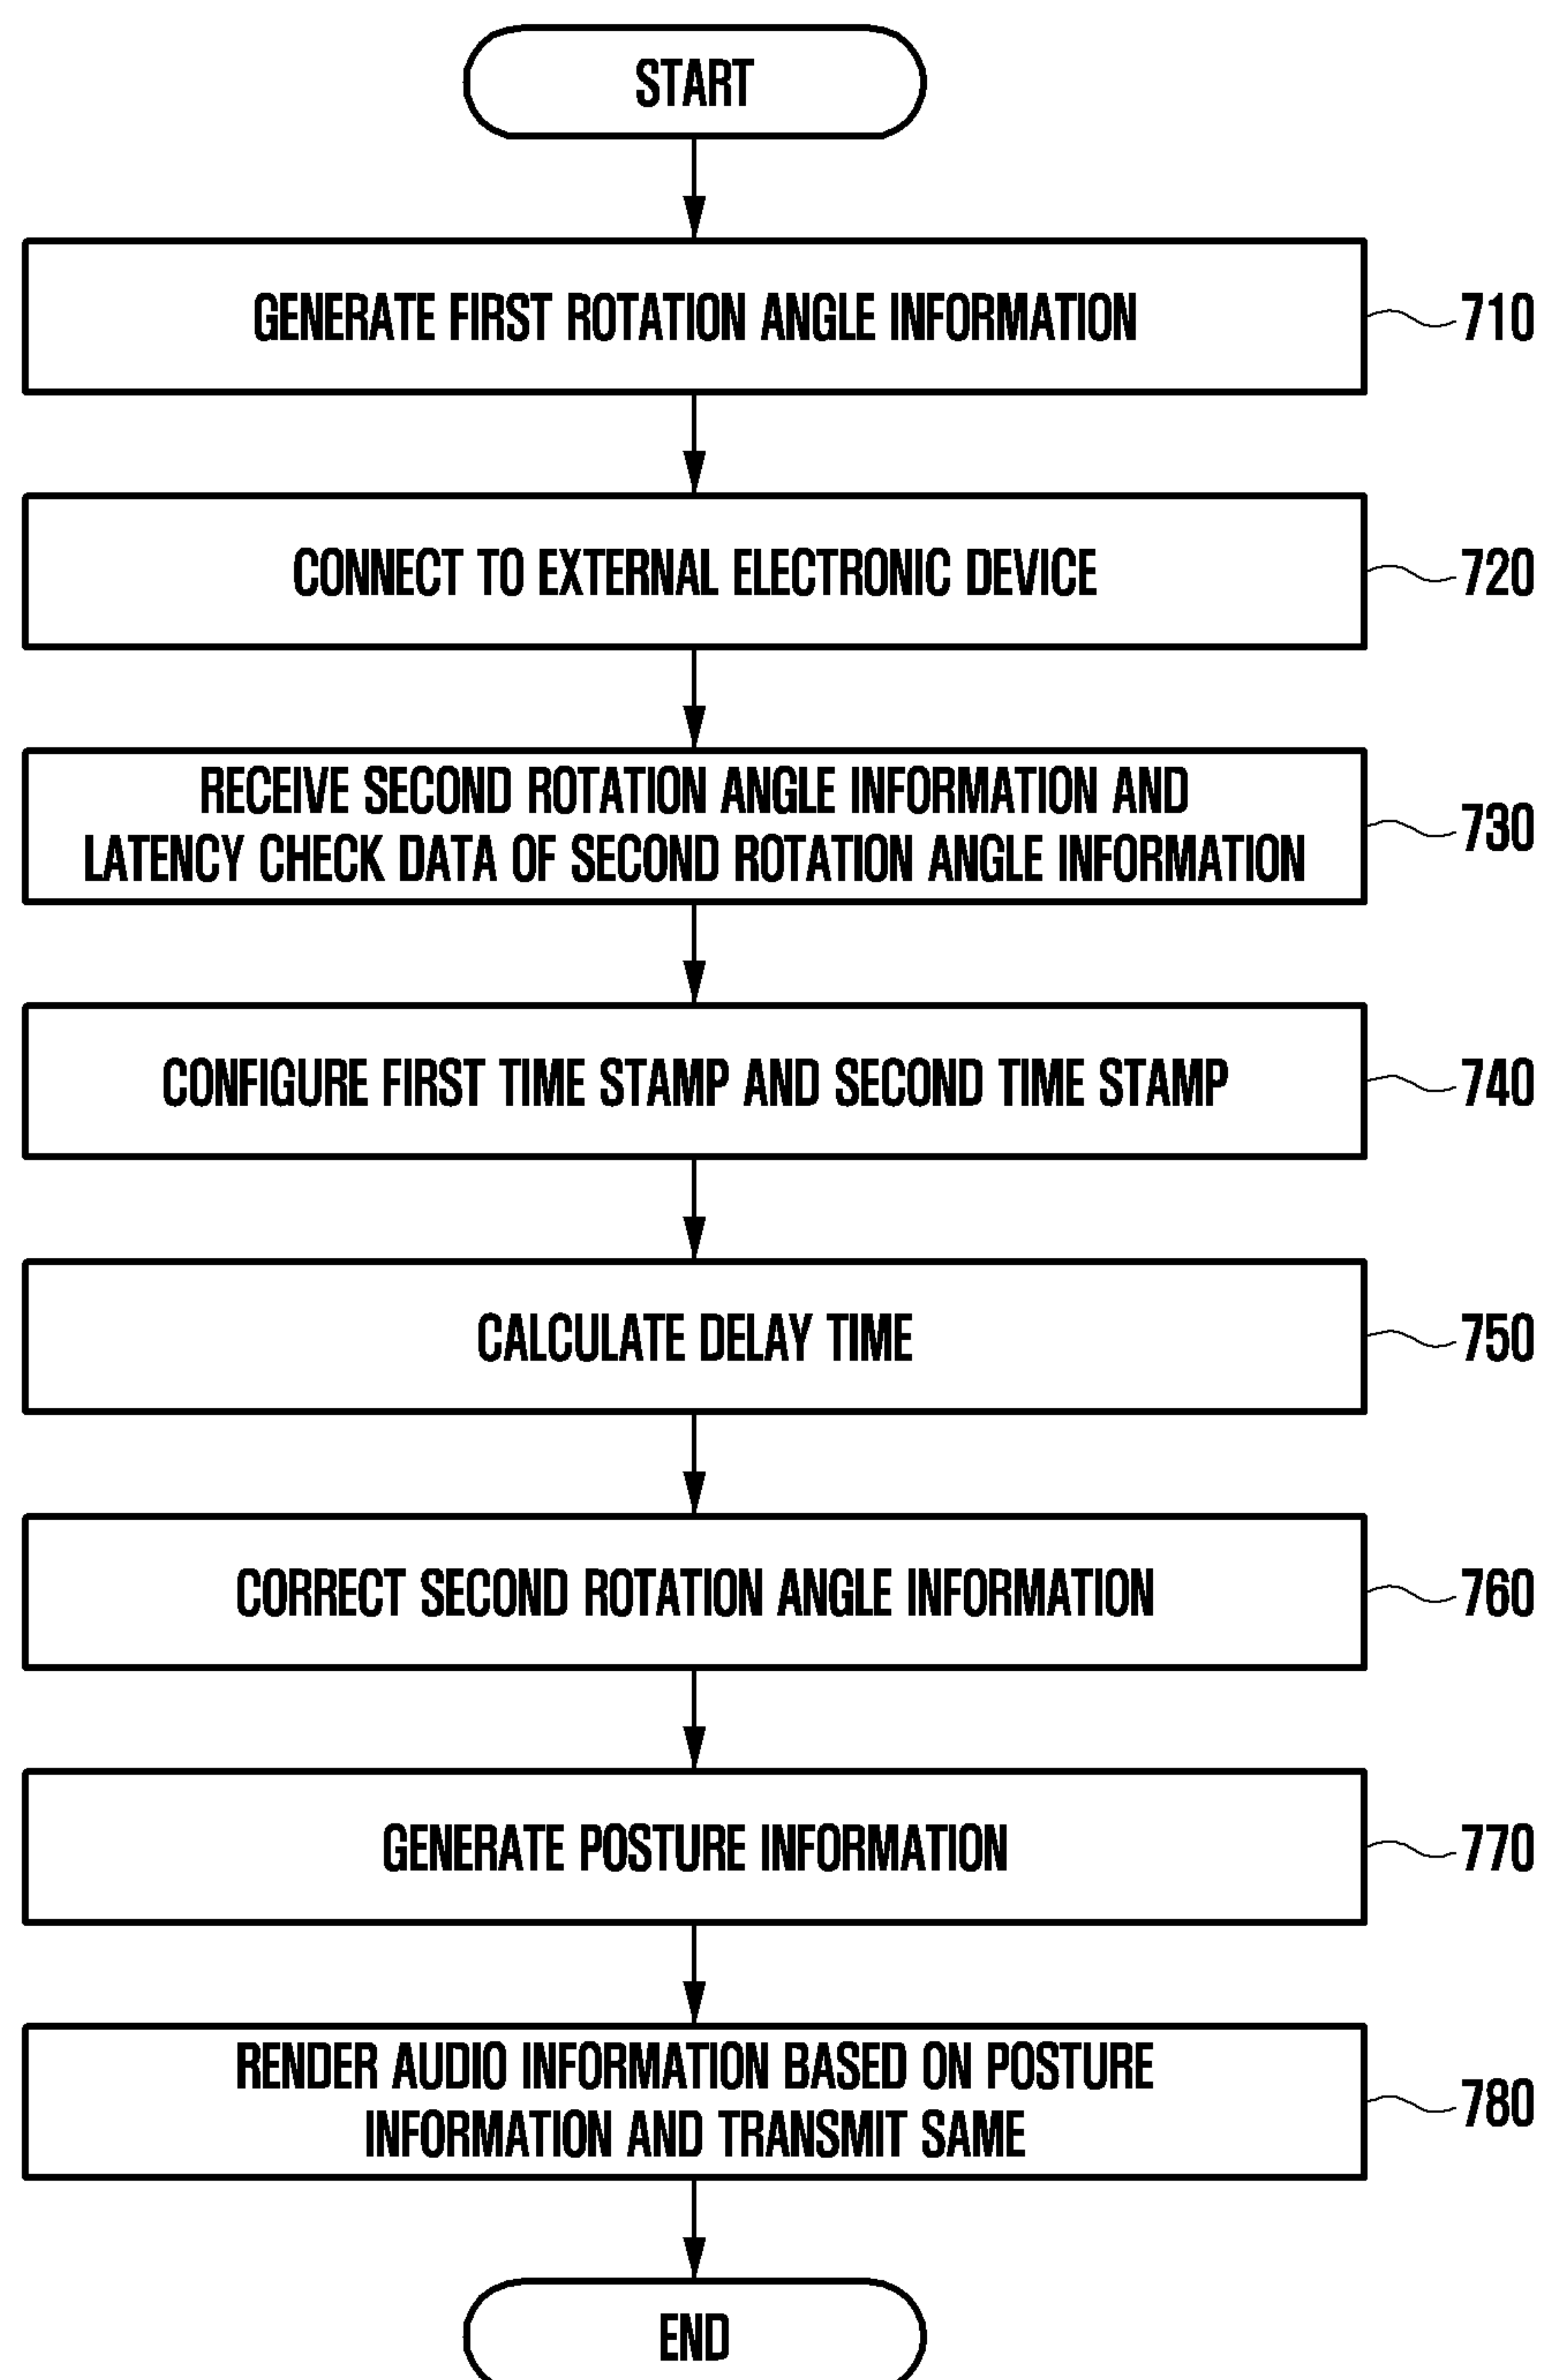 START
GENERATE FIRST ROTATION ANGLE INFORMATION
710
CONNECT TO EXTERNAL ELECTRONIC DEVICE
720
RECEIVE SECOND ROTATION ANGLE INFORMATION AND
LATENCY CHECK DATA OF SECOND ROTATION ANGLE INFORMATION
730
CONFIGURE FIRST TIME STAMP AND SECOND TIME STAMP
740
CALCULATE DELAY TIME
750
CORRECT SECOND ROTATION ANGLE INFORMATION
760
GENERATE POSTURE INFORMATION
770
RENDER AUDIO INFORMATION BASED ON POSTURE
INFORMATION AND TRANSMIT SAME
780
END